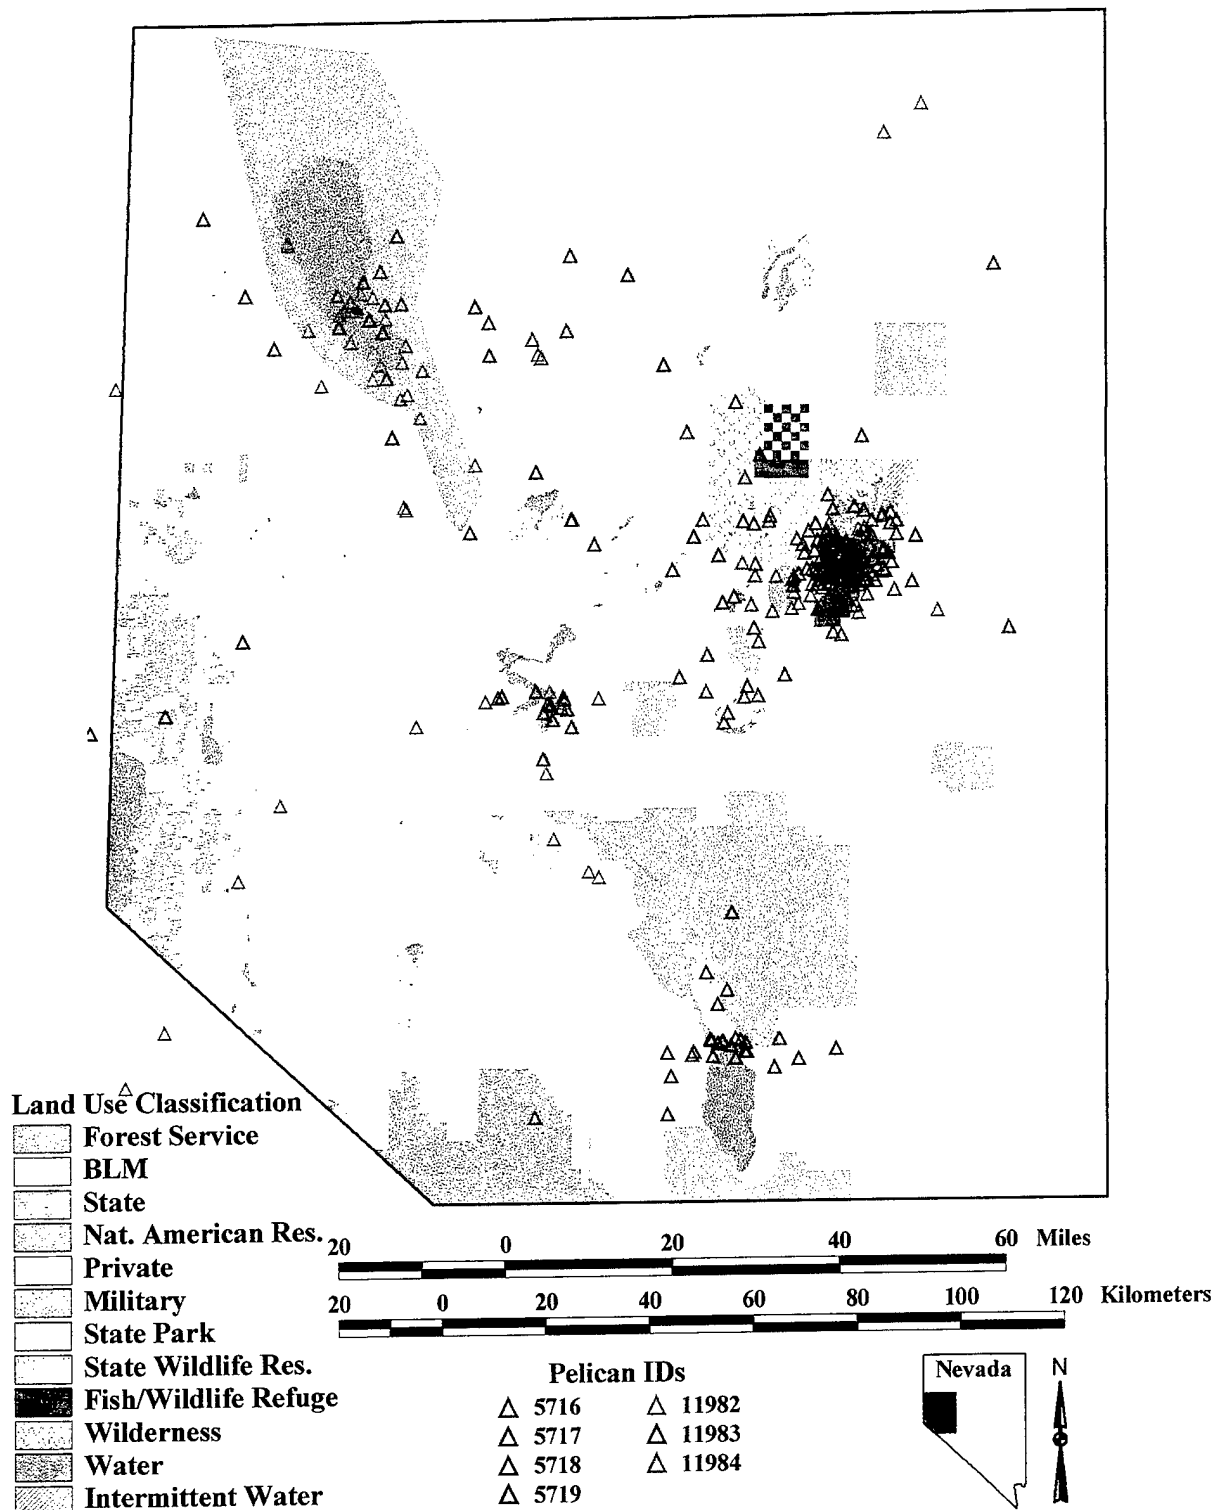 Land Use Classification
Forest Service
BLM
State
Nat. American Res.
Private
Military
State Park
State Wildlife Res.
Fish/Wildlife Refuge
Wilderness
Water
Intermittent Water
20 0 20 40 60 Miles
20 0 20 40 60 80 100 120 Kilometers
Pelican IDs
5716 11982
5717 11983
5718 11984
5719
Nevada
N